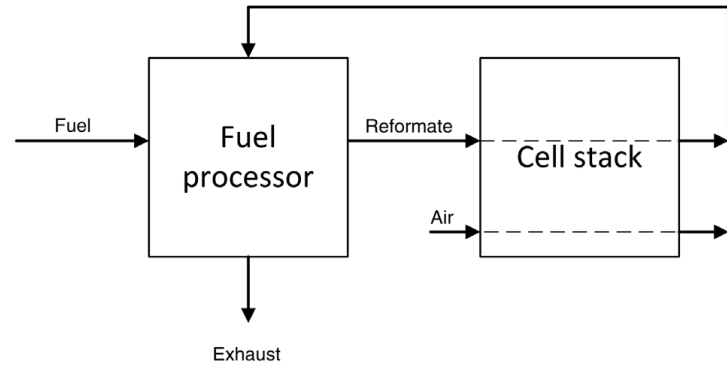 Fuel
Fuel
processor
Reformate
Cell stack
Air
Exhaust